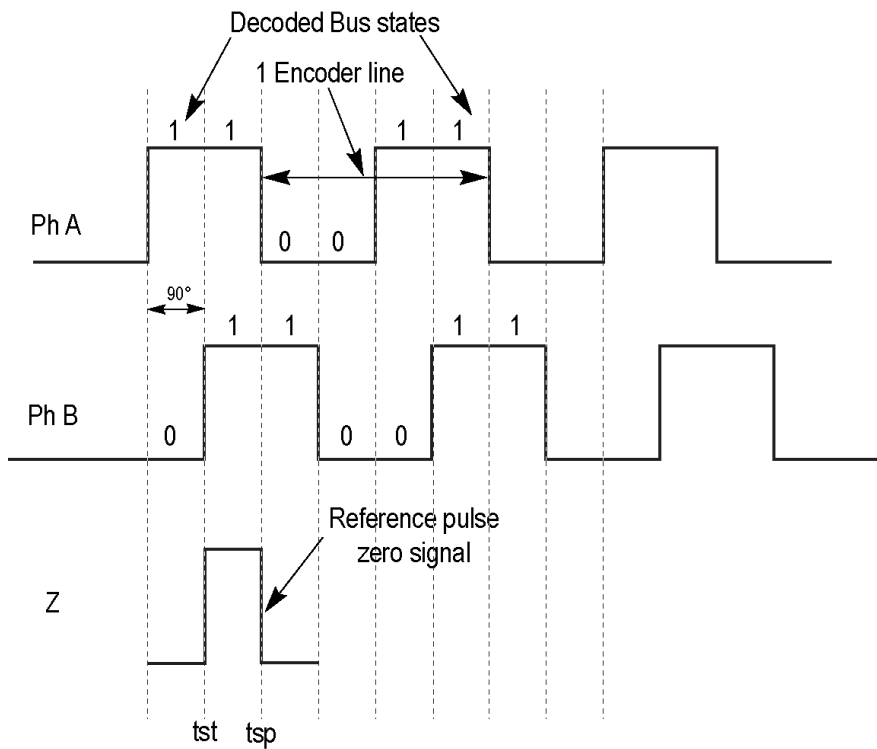 Decoded Bus states
1 Encoder line
1 1 1 1
Ph A
0 0
90°
1 1 1 1
Ph B
0 0 0
Reference pulse
zero signal
Z
tst tsp